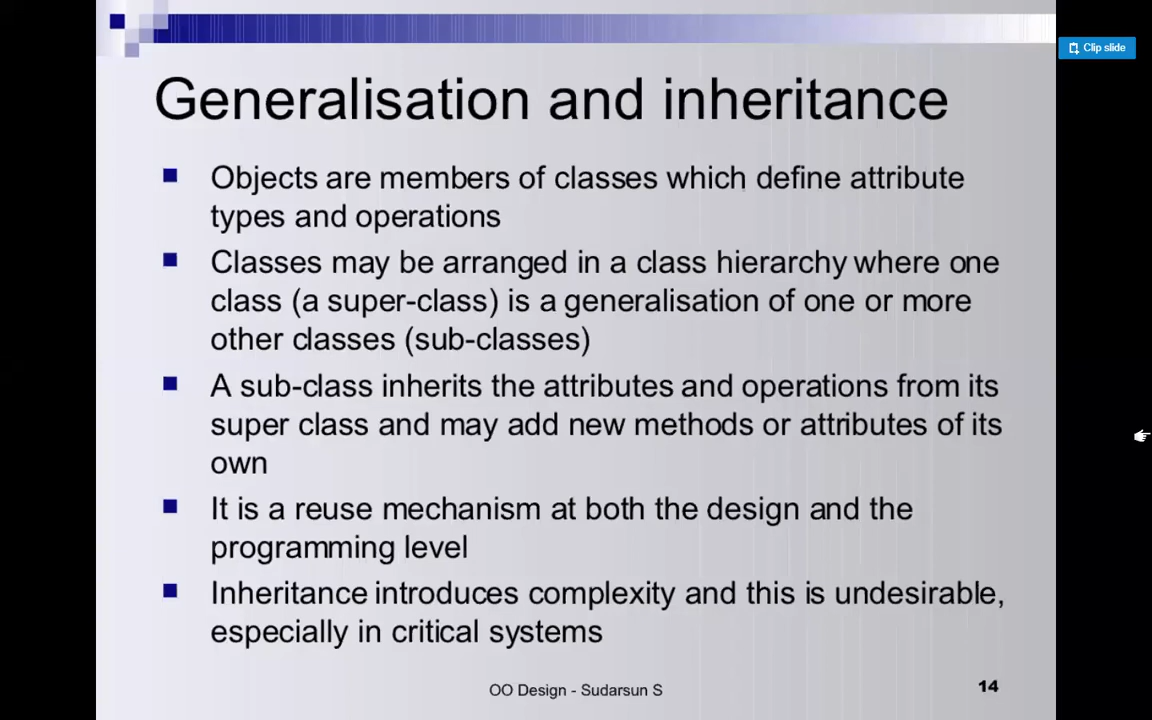 Clip slide
Generalisation and inheritance
Objects are members of classes which define attribute
types and operations
Classes may be arranged in a class hierarchy where one
class (a super-class) is a generalisation of one or more
other classes (sub-classes)
A sub-class inherits the attributes and operations from its
super class and may add new methods or attributes of its
own
It is a reuse mechanism at both the design and the
programming level
Inheritance introduces complexity and this is undesirable,
especially in critical systems
OO Design - Sudarsun S
14